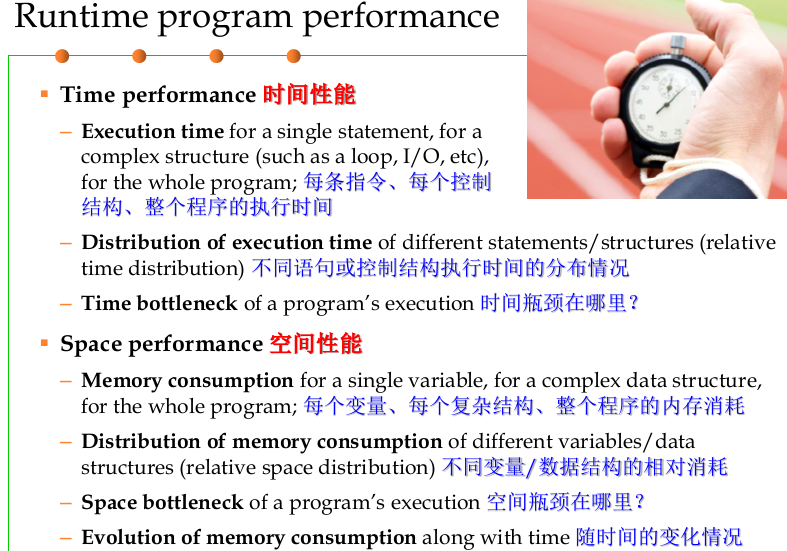 Runtime program performance
Time performance 时间性能
– Execution time for a single statement, for a
complex structure (such as a loop, I/O, etc),
for the whole program; 每条指令、每个控制
结构、整个程序的执行时间
– Distribution of execution time of different statements/structures (relative
time distribution) 不同语句或控制结构执行时间的分布情况
– Time bottleneck of a program's execution 时间瓶颈在哪里？
Space performance 空间性能
– Memory consumption for a single variable, for a complex data structure,
for the whole program; 每个变量、每个复杂结构、整个程序的内存消耗
– Distribution of memory consumption of different variables/data
structures (relative space distribution) 不同变量/数据结构的相对消耗
– Space bottleneck of a program's execution 空间瓶颈在哪里？
– Evolution of memory consumption along with time 随时间的变化情况